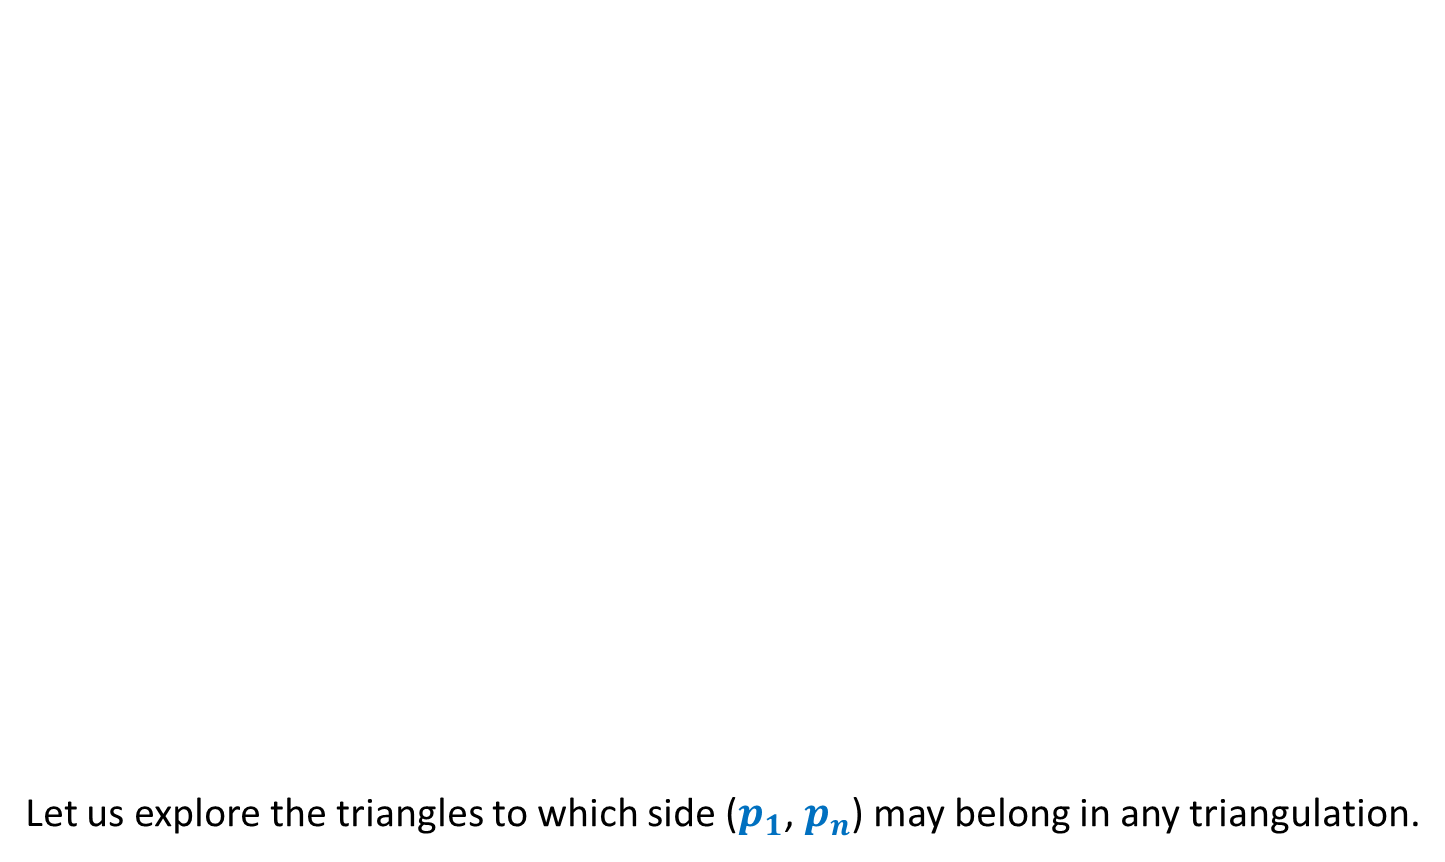 Let us explore the triangles to which side (p₁, pₙ) may belong in any triangulation.